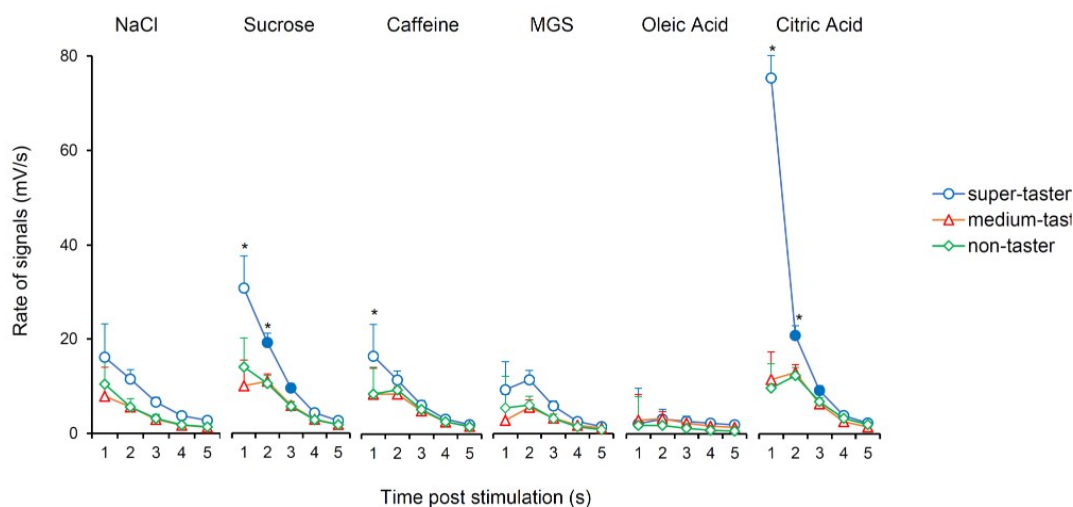 NaCl Sucrose Caffeine MGS Oleic Acid Citric Acid
80
60
40
20
0
Rate of signals (mV/s)
* * * * * *
super-taster
medium-tast
non-taster
1 2 3 4 5 1 2 3 4 5 1 2 3 4 5 1 2 3 4 5 1 2 3 4 5 1 2 3 4 5
Time post stimulation (s)